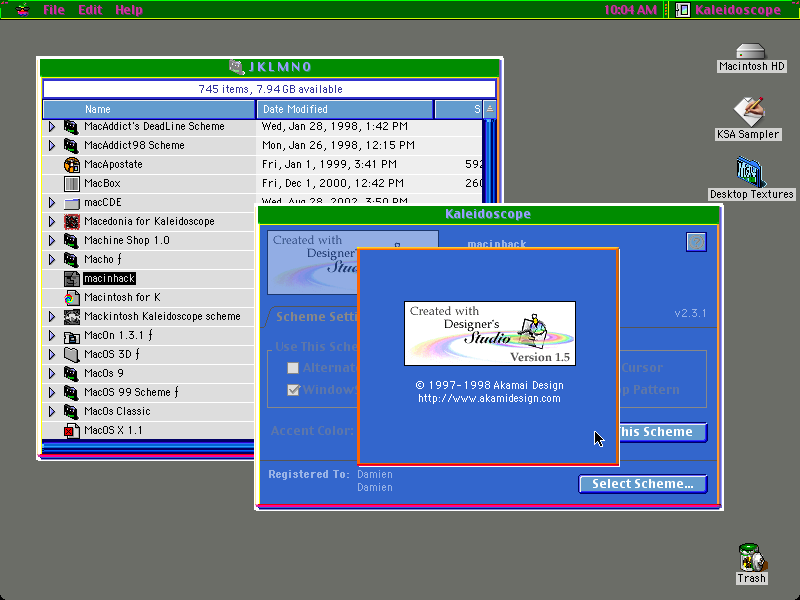 File Edit Help
10:04 AM
Kaleidoscope
JKLMNO
745 items, 7.94 GB available
Name Date Modified S
MacAddict's DeadLine Scheme Wed, Jan 28, 1998, 1:42 PM
MacAddict98 Scheme Mon, Jan 26, 1998, 12:15 PM
MacApostate Fri, Jan 1, 1999, 3:41 PM 592
MacBox Fri, Dec 1, 2000, 12:42 PM 260
macCDE Wed, Aug 28, 2002, 3:50 PM
Macedonia for Kaleidoscope
Machine Shop 1.0
Macho ƒ
macinhack
Macintosh for K
Mackintosh Kaleidoscope scheme
MacOn 1.3.1 ƒ
MacOS 3D ƒ
MacOs 9
MacOS 99 Scheme ƒ
MacOs Classic
MacOS X 1.1
Kaleidoscope
Created with
Designer's
Studio
macinhack
v2.3.1
Scheme Setti
Use This Sche
Alternat
Window
Cursor
p Pattern
Accent Color:
his Scheme
Registered To: Damien
Damien
Select Scheme...
Created with
Designer's
Studio
Version 1.5
© 1997-1998 Akamai Design
http://www.akamidesign.com
Macintosh HD
KSA Sampler
Desktop Textures
Trash